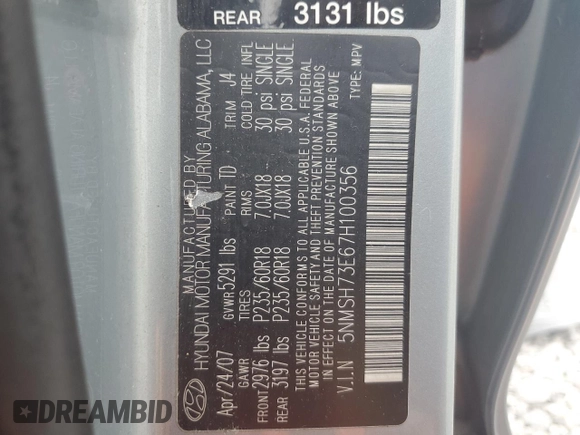 REAR 3131 lbs
MANUFACTURED BY
HYUNDAI MOTOR MANUFACTURING ALABAMA, LLC
Apr/24/07 GVWR 5291 lbs PAINT TD TRIM J4
GAWR TIRES RIMS COLD TIRE INFL
FRONT 2976 lbs P235/60R18 7.0JX18 30 psi SINGLE
REAR 3197 lbs P235/60R18 7.0JX18 30 psi SINGLE
THIS VEHICLE CONFORMS TO ALL APPLICABLE U.S.A. FEDERAL
MOTOR VEHICLE SAFETY AND THEFT PREVENTION STANDARDS
IN EFFECT ON THE DATE OF MANUFACTURE SHOWN ABOVE
V.I.N 5NMSH73E67H100356 TYPE: MPV
DREAMBID
DREAMBID.COM